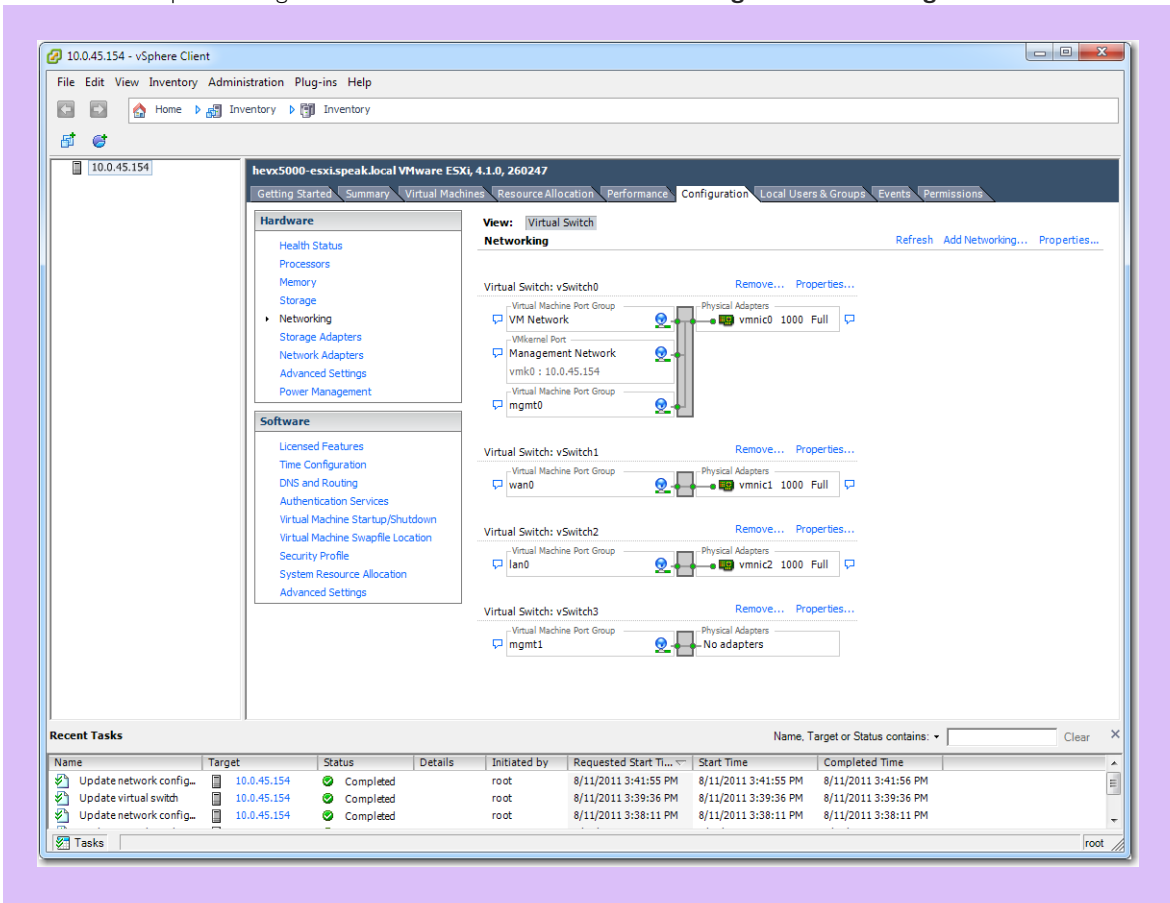 10.0.45.154 - vSphere Client
File Edit View Inventory Administration Plug-ins Help
Home Inventory Inventory
10.0.45.154
hevx5000-esxi.speak.local VMware ESXi, 4.1.0, 260247
Getting Started Summary Virtual Machines Resource Allocation Performance Configuration Local Users & Groups Events Permissions
Hardware
Health Status
Processors
Memory
Storage
Networking
Storage Adapters
Network Adapters
Advanced Settings
Power Management
Software
Licensed Features
Time Configuration
DNS and Routing
Authentication Services
Virtual Machine Startup/Shutdown
Virtual Machine Swapfile Location
Security Profile
System Resource Allocation
Advanced Settings
View: Virtual Switch
Networking Refresh Add Networking... Properties...
Virtual Switch: vSwitch0 Remove... Properties...
Virtual Machine Port Group Physical Adapters
VM Network vmnic0 1000 Full
VMkernel Port
Management Network
vmk0 : 10.0.45.154
Virtual Machine Port Group
mgmt0
Virtual Switch: vSwitch1 Remove... Properties...
Virtual Machine Port Group Physical Adapters
wan0 vmnic1 1000 Full
Virtual Switch: vSwitch2 Remove... Properties...
Virtual Machine Port Group Physical Adapters
lan0 vmnic2 1000 Full
Virtual Switch: vSwitch3 Remove... Properties...
Virtual Machine Port Group Physical Adapters
mgmt1 No adapters
Recent Tasks Name, Target or Status contains: Clear
Name Target Status Details Initiated by Requested Start Ti... Start Time Completed Time
Update network config... 10.0.45.154 Completed root 8/11/2011 3:41:55 PM 8/11/2011 3:41:55 PM 8/11/2011 3:41:56 PM
Update virtual switch 10.0.45.154 Completed root 8/11/2011 3:39:36 PM 8/11/2011 3:39:36 PM 8/11/2011 3:39:36 PM
Update network config... 10.0.45.154 Completed root 8/11/2011 3:38:11 PM 8/11/2011 3:38:11 PM 8/11/2011 3:38:11 PM
Tasks root